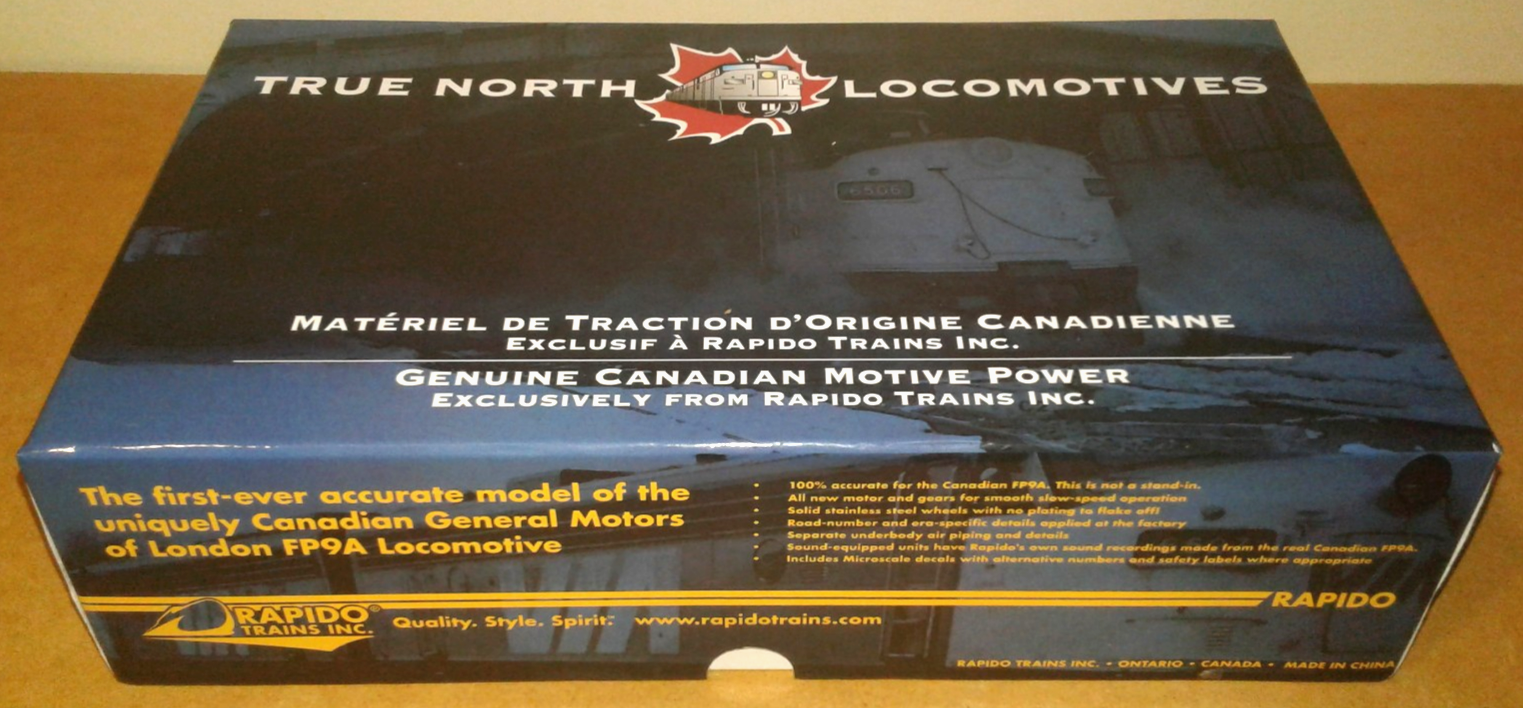 TRUE NORTH LOCOMOTIVES
6506
MATÉRIEL DE TRACTION D'ORIGINE CANADIENNE
EXCLUSIF À RAPIDO TRAINS INC.
GENUINE CANADIAN MOTIVE POWER
EXCLUSIVELY FROM RAPIDO TRAINS INC.
The first-ever accurate model of the
uniquely Canadian General Motors
of London FP9A Locomotive
• 100% accurate for the Canadian FP9A. This is not a stand-in.
• All new motor and gears for smooth slow-speed operation
• Solid stainless steel wheels with no plating to flake off!
• Road-number and era-specific details applied at the factory
• Separate underbody air piping and details
• Sound-equipped units have Rapido's own sound recordings made from the real Canadian FP9A.
• Includes Microscale decals with alternative numbers and safety labels where appropriate
RAPIDO
RAPIDO®
TRAINS INC.
Quality. Style. Spirit.™ www.rapidotrains.com
RAPIDO TRAINS INC. • ONTARIO • CANADA • MADE IN CHINA